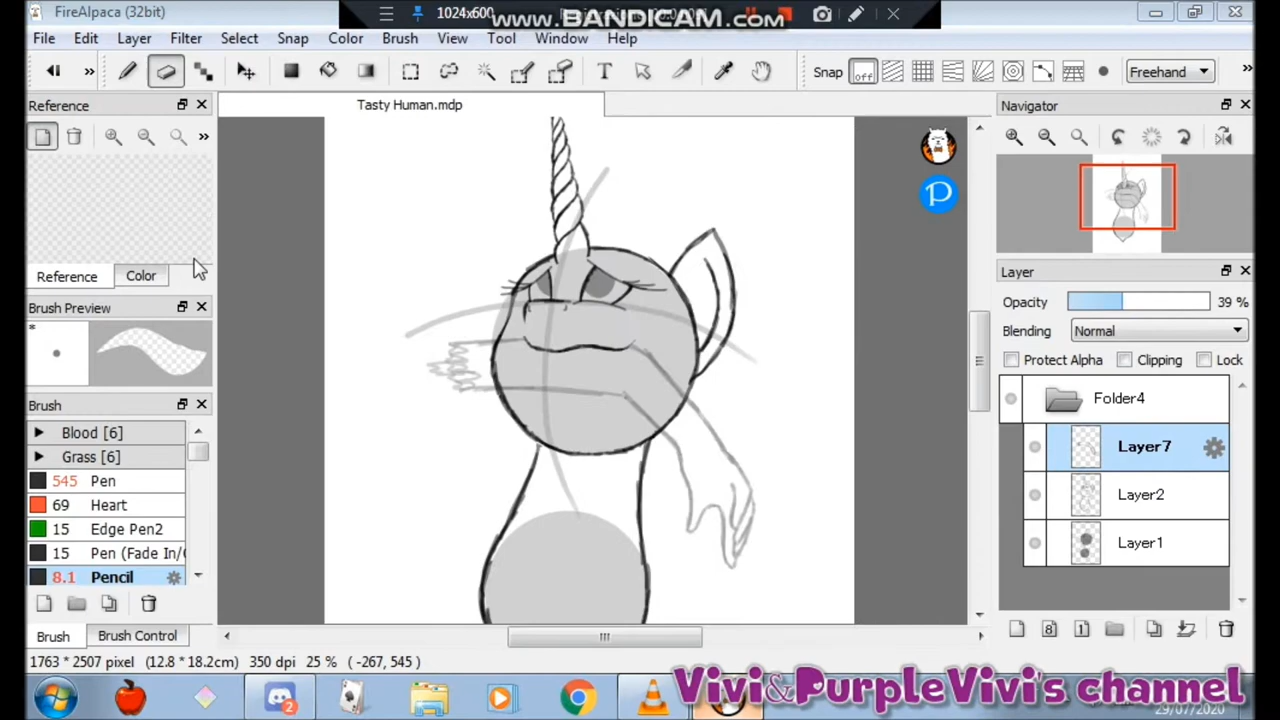 FireAlpaca (32bit)
1024x600
www.BANDICAM.com
File Edit Layer Filter Select Snap Color Brush View Tool Window Help
Snap off Freehand
Reference
Tasty Human.mdp
Navigator
Reference Color
Layer
Brush Preview
Opacity 39 %
Blending Normal
Protect Alpha Clipping Lock
Folder4
Brush
Blood [6]
Layer7
Grass [6]
545 Pen
Layer2
69 Heart
15 Edge Pen2
Layer1
15 Pen (Fade In/
8.1 Pencil
8 1
Brush Brush Control
1763 * 2507 pixel (12.8 * 18.2cm) 350 dpi 25 % ( -267, 545 )
2
Vivi&PurpleVivi's channel
29/07/2020